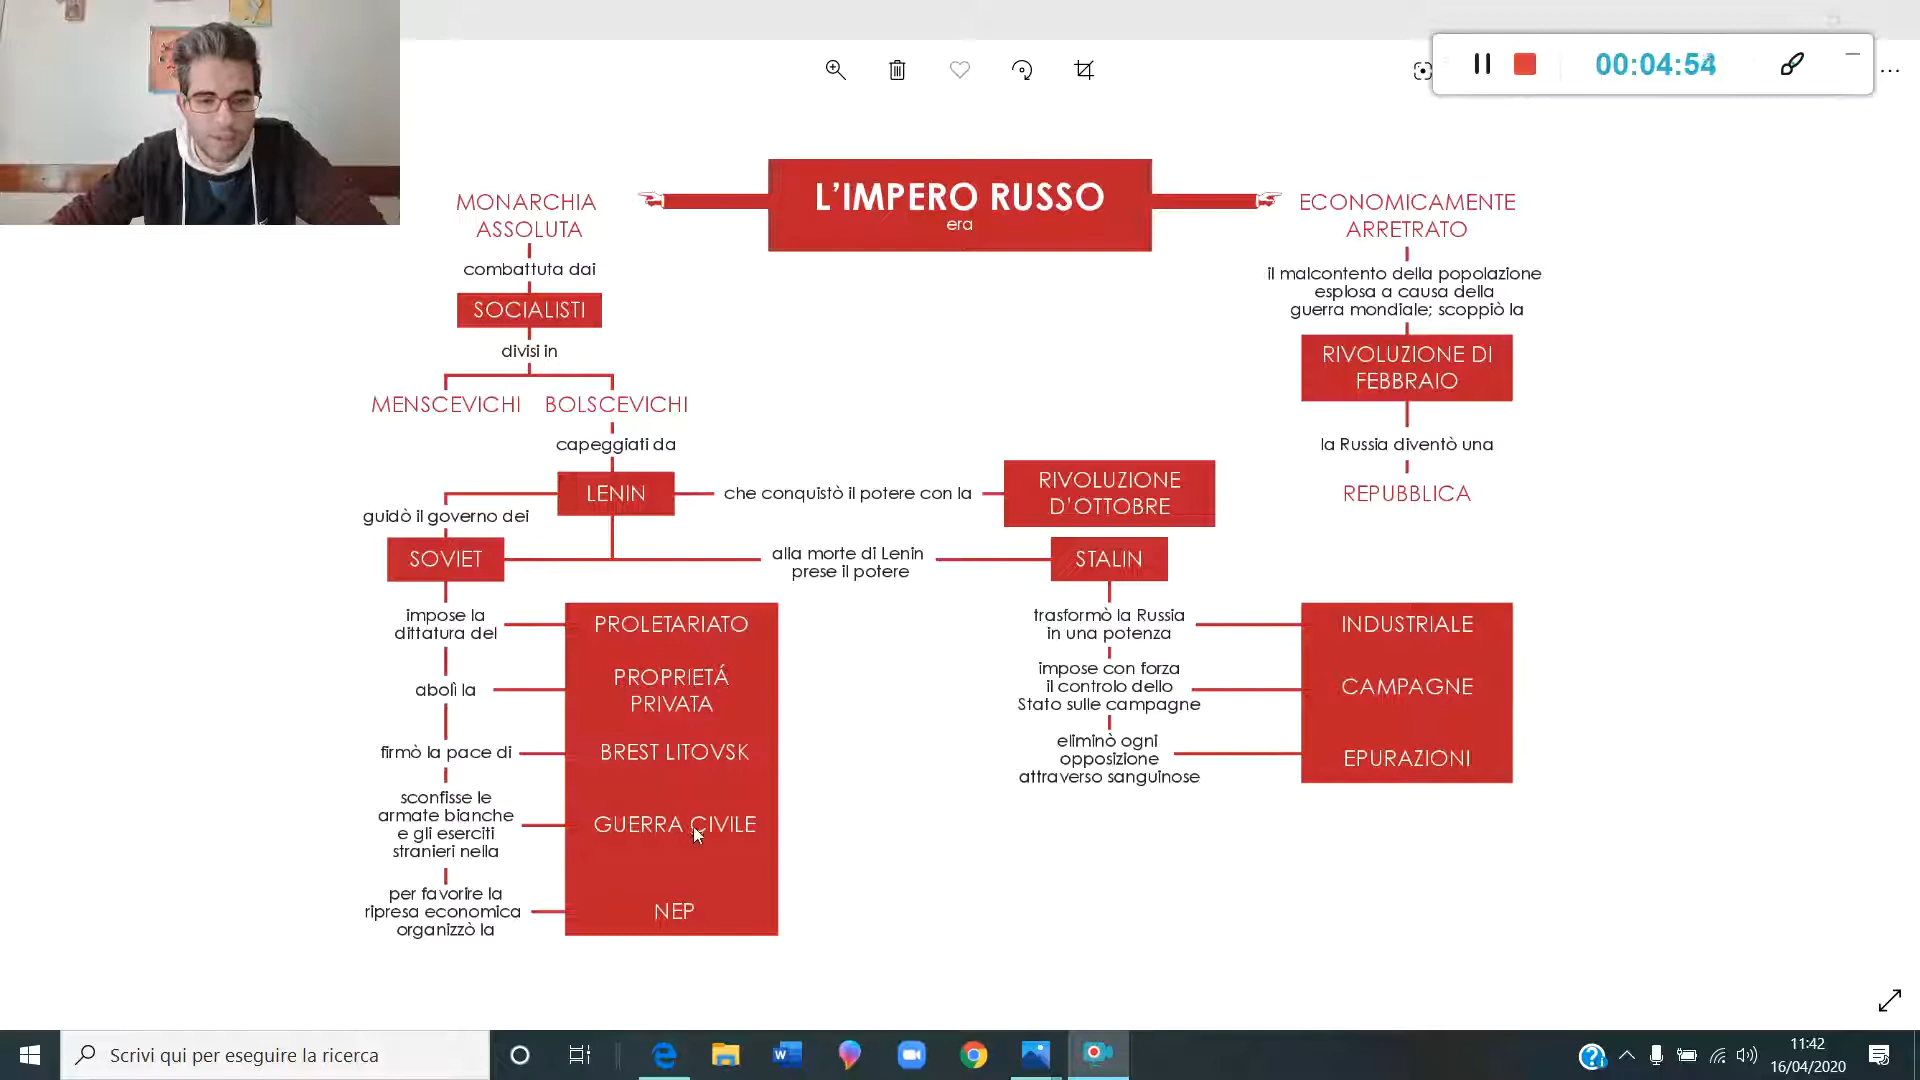 00:04:54
L'IMPERO RUSSO
era
MONARCHIA
ASSOLUTA
combattuta dai
SOCIALISTI
divisi in
MENSCEVICHI
BOLSCEVICHI
capeggiati da
LENIN
che conquistò il potere con la
RIVOLUZIONE
D'OTTOBRE
guidò il governo dei
SOVIET
alla morte di Lenin
prese il potere
STALIN
impose la
dittatura del
PROLETARIATO
abolì la
PROPRIETÁ
PRIVATA
firmò la pace di
BREST LITOVSK
sconfisse le
armate bianche
e gli eserciti
stranieri nella
GUERRA CIVILE
per favorire la
ripresa economica
organizzò la
NEP
trasformò la Russia
in una potenza
INDUSTRIALE
impose con forza
il controlo dello
Stato sulle campagne
CAMPAGNE
eliminò ogni
opposizione
attraverso sanguinose
EPURAZIONI
ECONOMICAMENTE
ARRETRATO
il malcontento della popolazione
esplosa a causa della
guerra mondiale; scoppiò la
RIVOLUZIONE DI
FEBBRAIO
la Russia diventò una
REPUBBLICA
Scrivi qui per eseguire la ricerca
11:42
16/04/2020